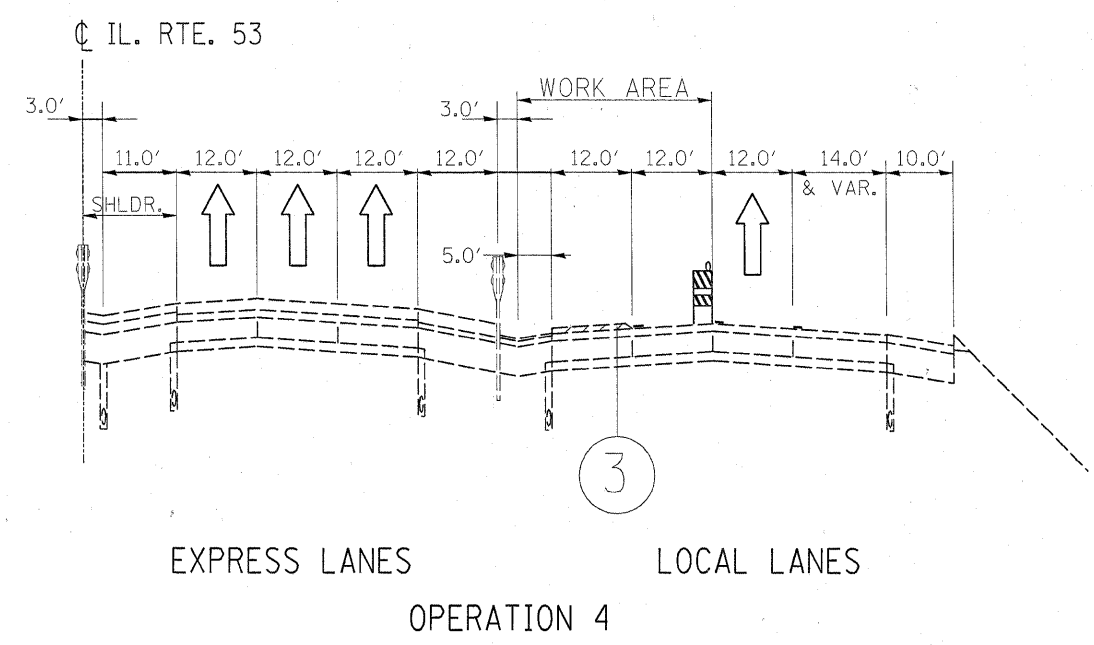 ℄ IL. RTE. 53
WORK AREA
3.0' 3.0'
11.0' 12.0' 12.0' 12.0' 12.0' 12.0' 12.0' 12.0' 14.0' 10.0'
& VAR.
SHLDR.
5.0'
3
EXPRESS LANES LOCAL LANES
OPERATION 4